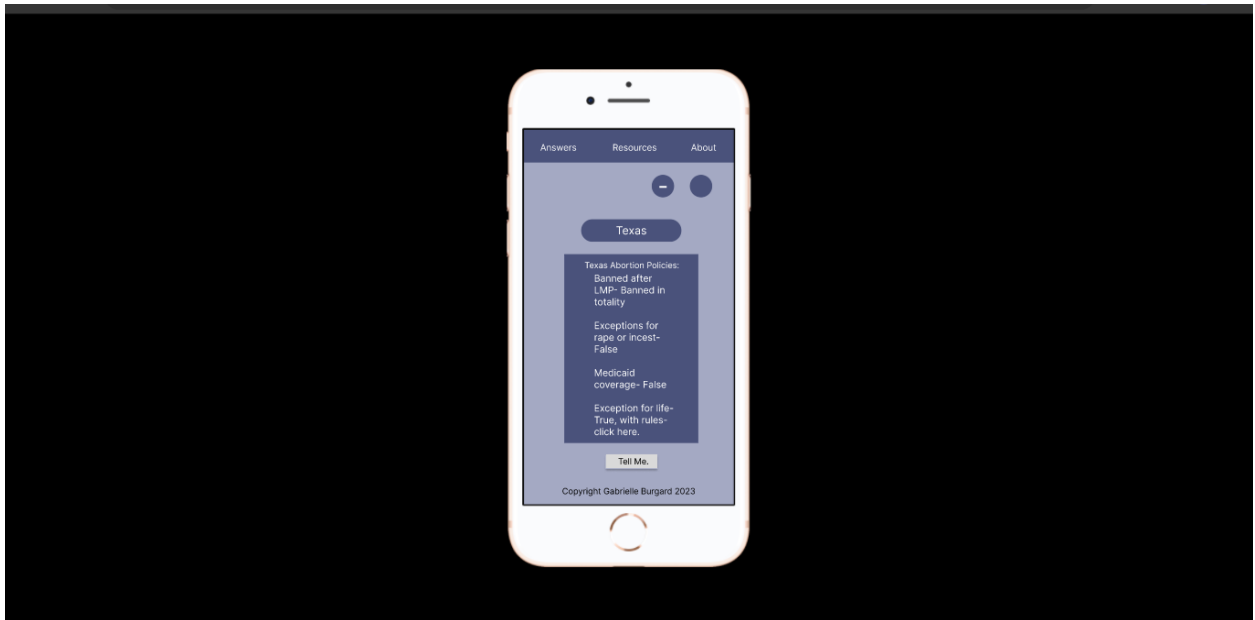 Answers Resources About
Texas
Texas Abortion Policies:
Banned after
LMP- Banned in
totality
Exceptions for
rape or incest-
False
Medicaid
coverage- False
Exception for life-
True, with rules-
click here.
Tell Me.
Copyright Gabrielle Burgard 2023